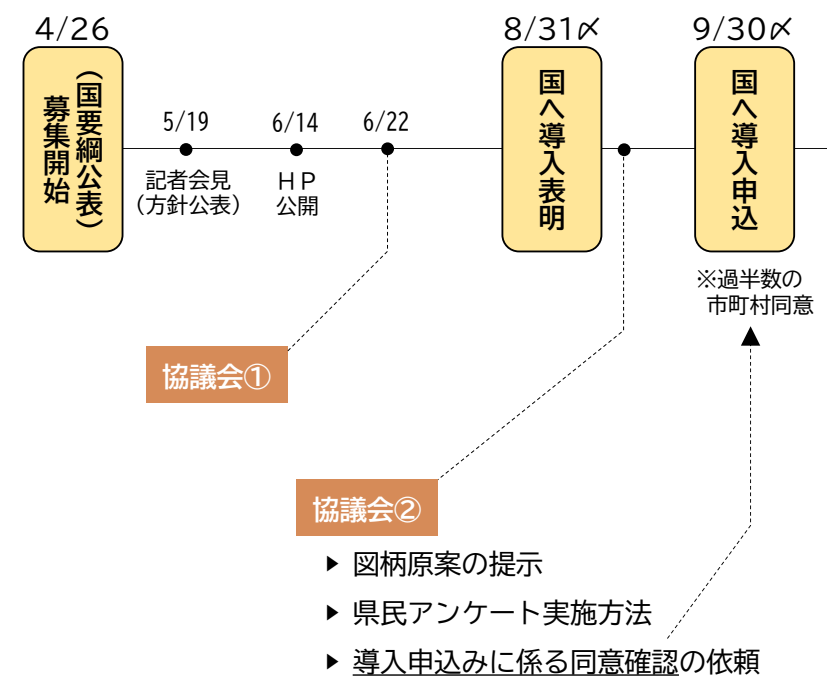 4/26
(国要綱公表)
募集開始
5/19
記者会見
(方針公表)
6/14
ＨＰ
公開
6/22
8/31〆
国へ導入表明
9/30〆
国へ導入申込
※過半数の
市町村同意
協議会①
協議会②
▶ 図柄原案の提示
▶ 県民アンケート実施方法
▶ 導入申込みに係る同意確認の依頼